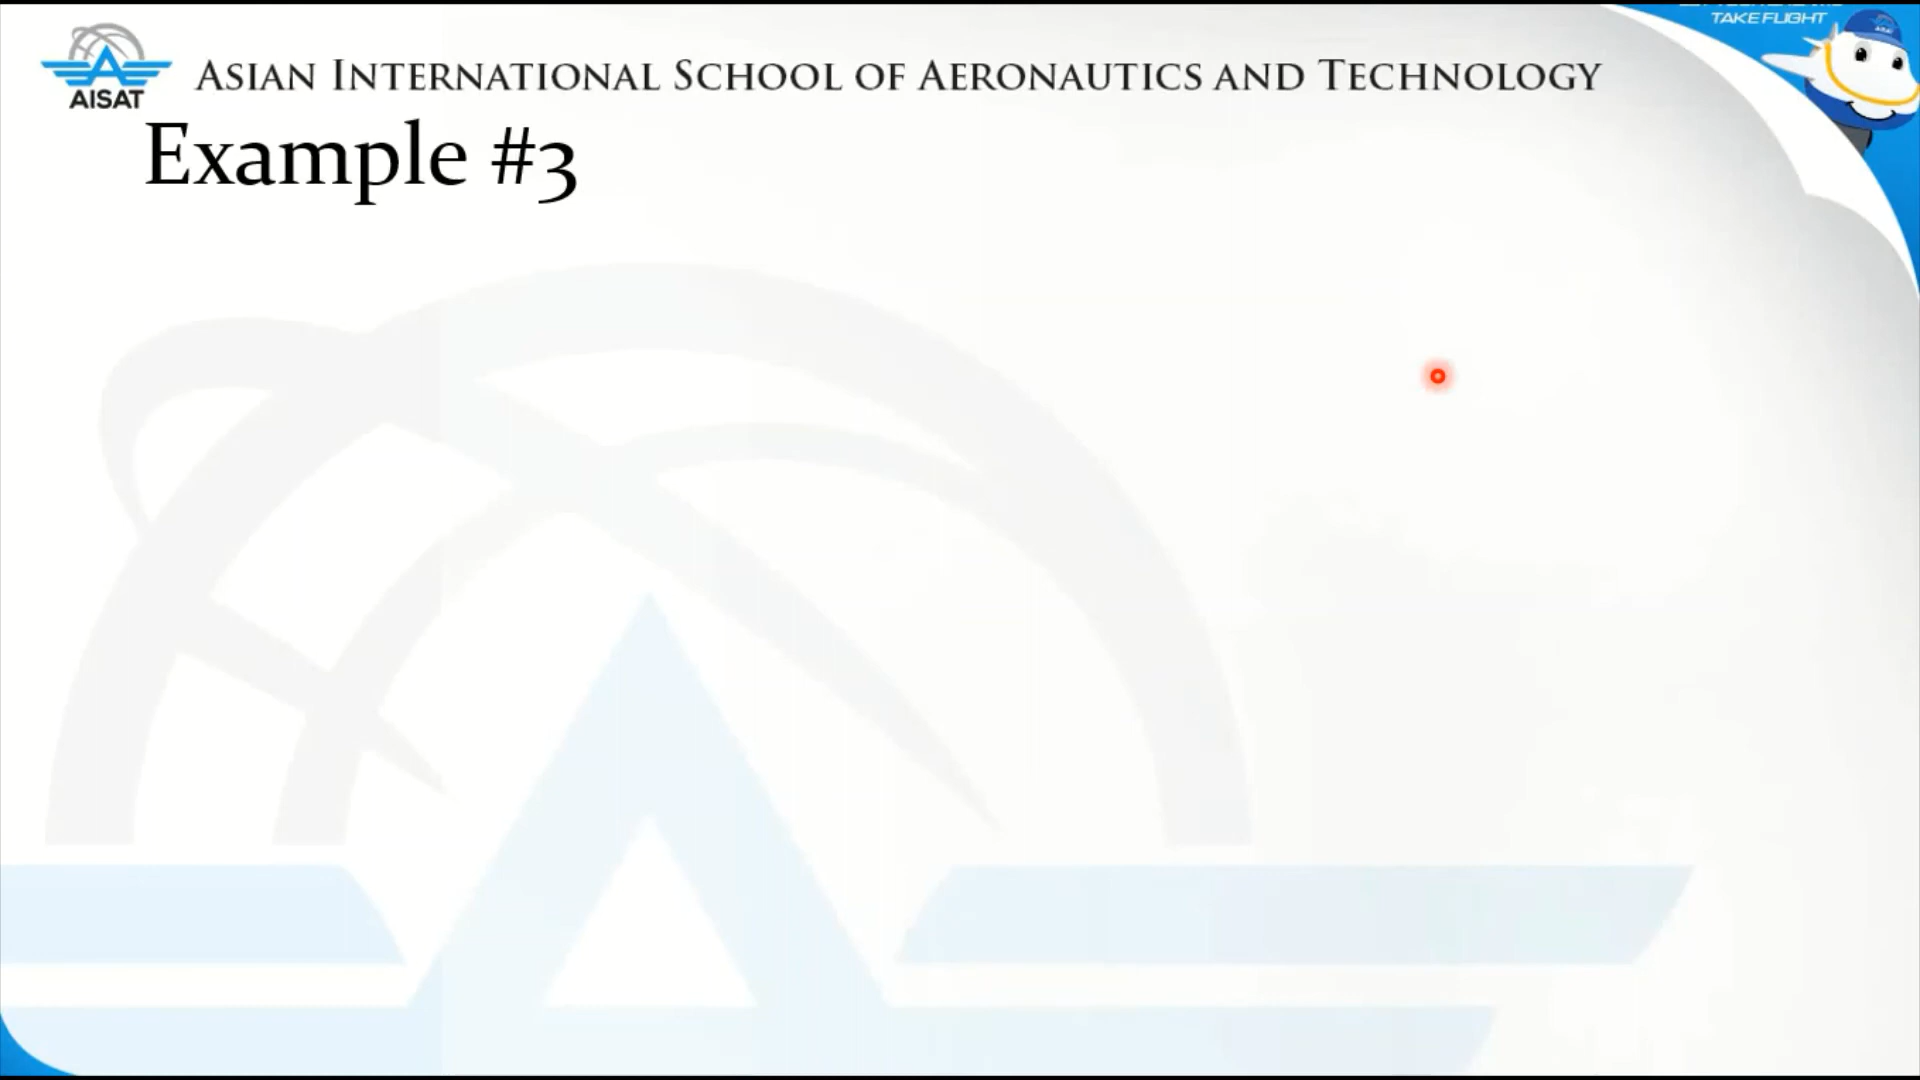 TAKE FLIGHT
AISAT
ASIAN INTERNATIONAL SCHOOL OF AERONAUTICS AND TECHNOLOGY
Example #3